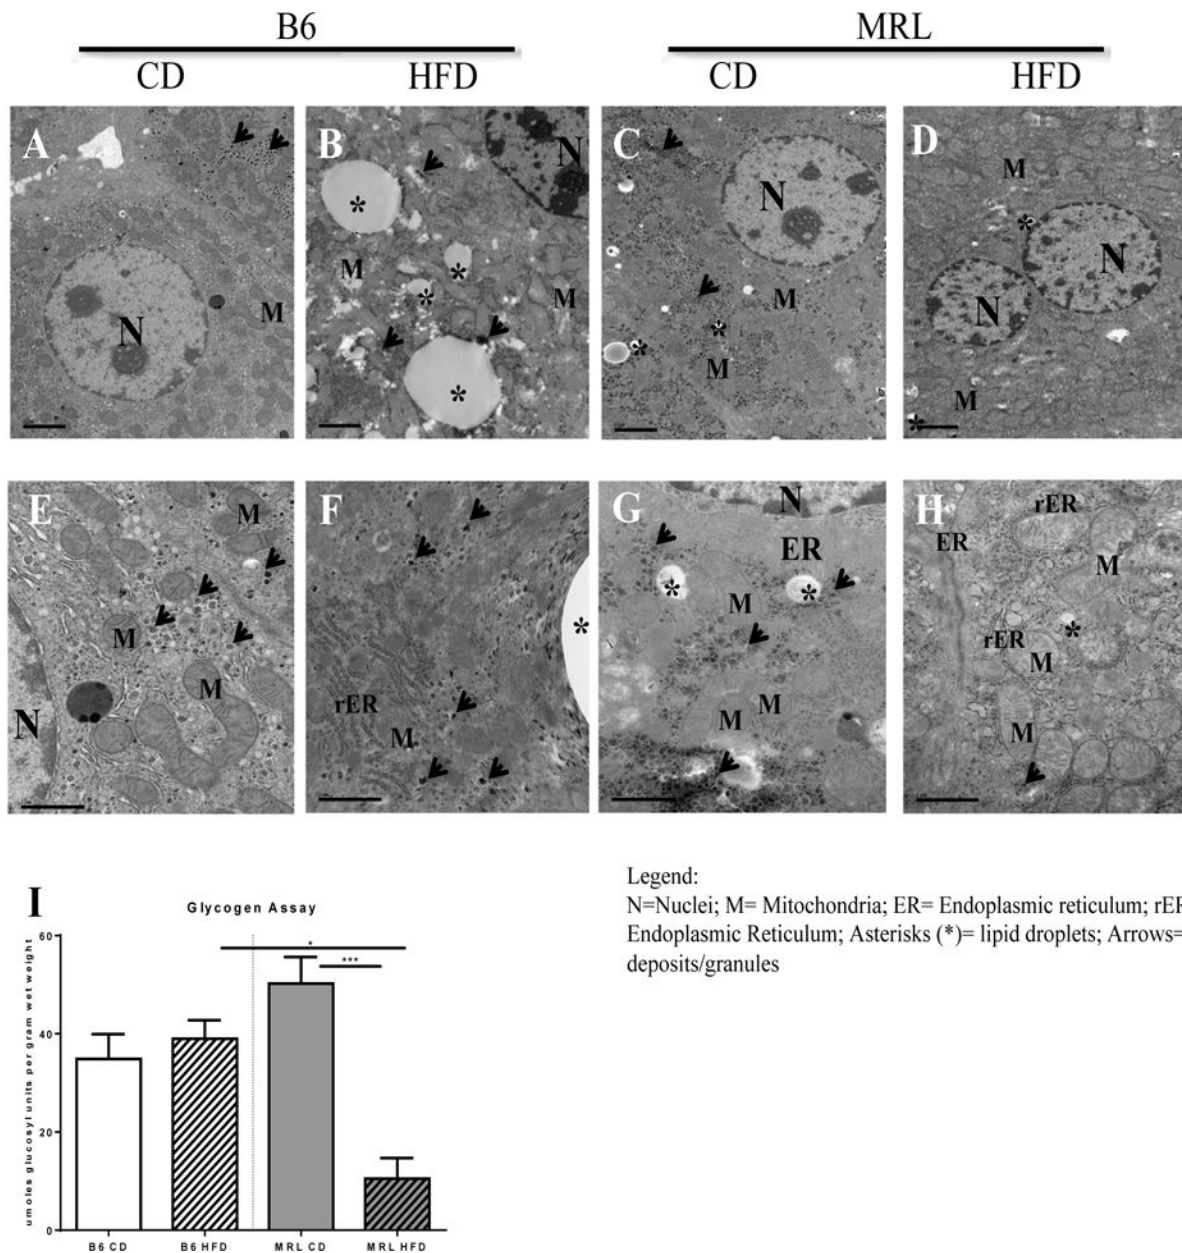 B6 MRL
CD HFD CD HFD
A N M
B N * M * * M *
C N M * * M
D M * N N M *
E M M M N
F * rER M
G N ER * * M M M
H rER ER M * rER M M
I
Glycogen Assay
umoles glucosyl units per gram wet weight
60
40
20
0
*
***
B6 CD B6 HFD MRL CD MRL HFD
Legend:
N=Nuclei; M= Mitochondria; ER= Endoplasmic reticulum; rER
Endoplasmic Reticulum; Asterisks (*)= lipid droplets; Arrows=
deposits/granules